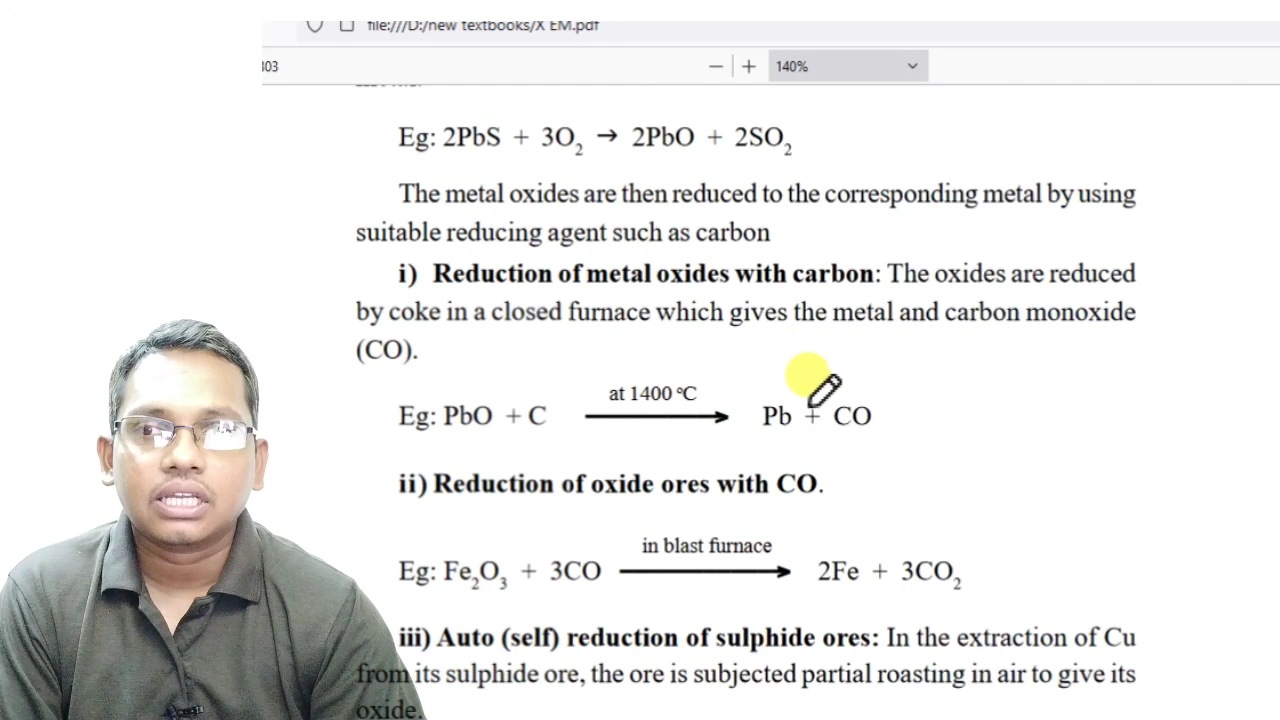 file:///D:/new textbooks/X EM.pdf
303
140%
Eg: 2PbS + 3O₂ → 2PbO + 2SO₂
The metal oxides are then reduced to the corresponding metal by using
suitable reducing agent such as carbon
i) Reduction of metal oxides with carbon: The oxides are reduced
by coke in a closed furnace which gives the metal and carbon monoxide
(CO).
at 1400 °C
Eg: PbO + C ⟶ Pb + CO
ii) Reduction of oxide ores with CO.
in blast furnace
Eg: Fe₂O₃ + 3CO ⟶ 2Fe + 3CO₂
iii) Auto (self) reduction of sulphide ores: In the extraction of Cu
from its sulphide ore, the ore is subjected partial roasting in air to give its
oxide.